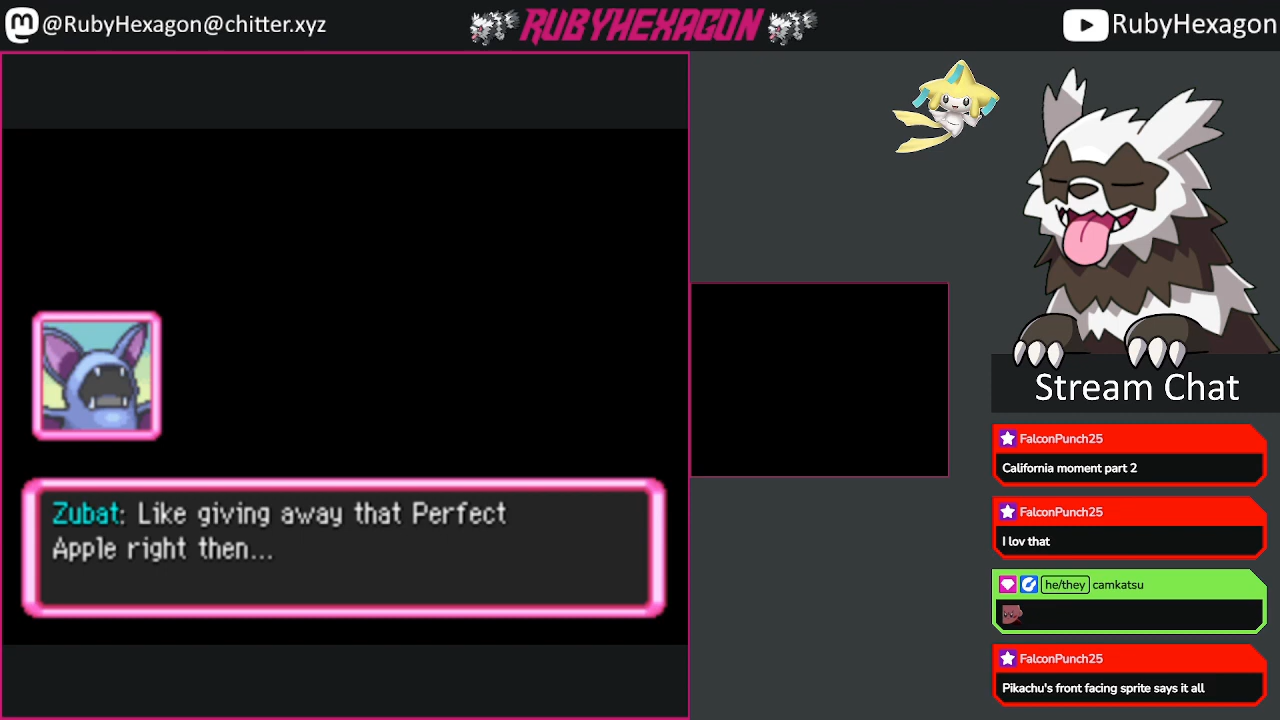 @RubyHexagon@chitter.xyz
RUBYHEXAGON
RubyHexagon
Zubat: Like giving away that Perfect
Apple right then...
Stream Chat
FalconPunch25
California moment part 2
FalconPunch25
I lov that
he/they camkatsu
FalconPunch25
Pikachu's front facing sprite says it all